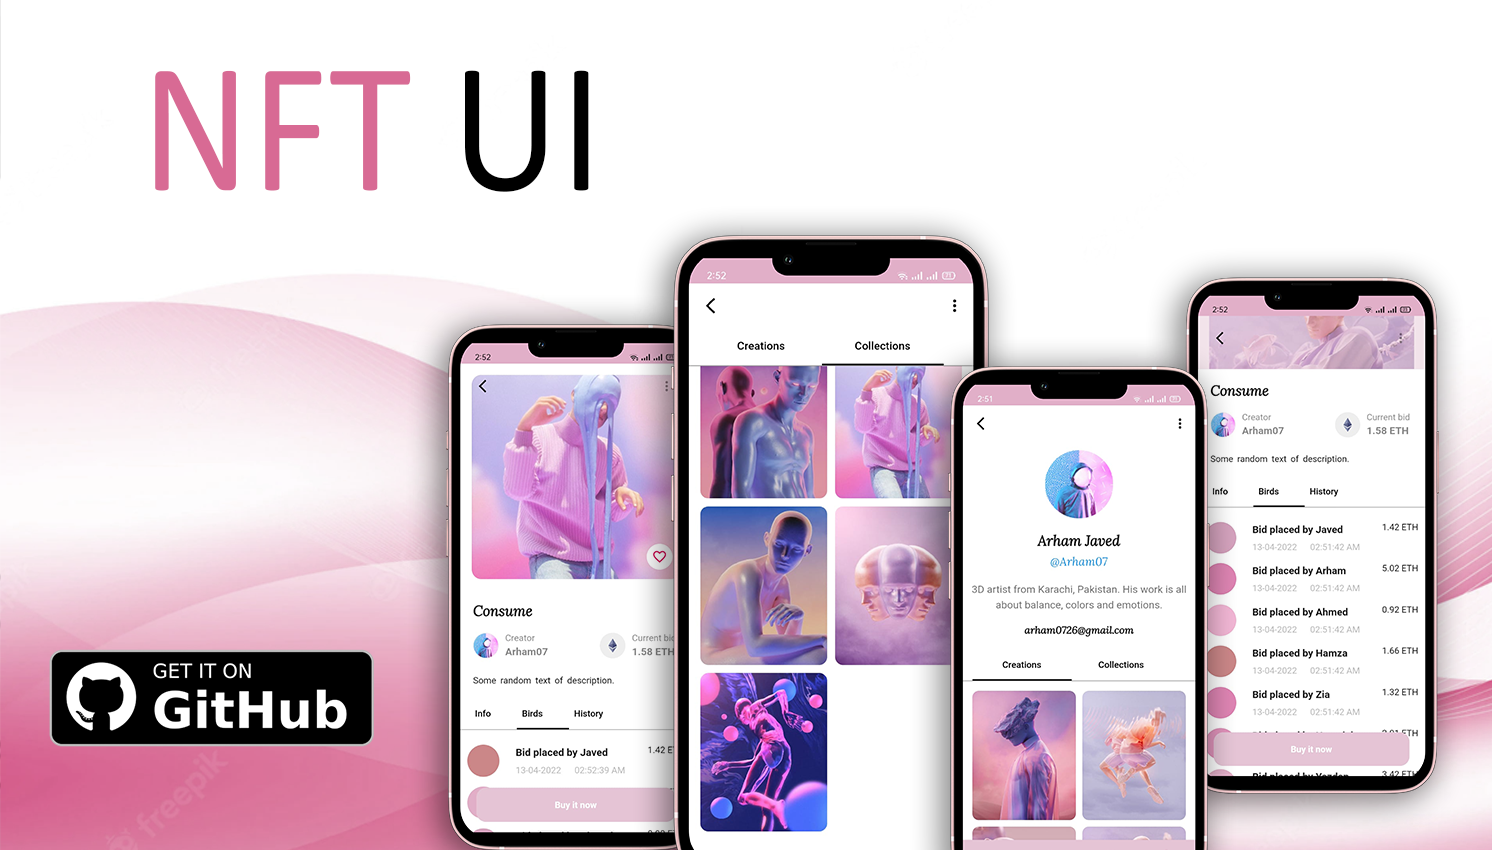 NFT UI
GET IT ON
GitHub
freepik
2:52
Consume
Creator
Arham07
Current
1.58 ETH
Some random text of description.
Info Birds History
Bid placed by Javed
1.42
13-04-2022 02:52:39 AM
Buy it now
2:52
Creations Collections
2:51
Arham Javed
@Arham07
3D artist from Karachi, Pakistan. His work is all
about balance, colors and emotions.
arham0726@gmail.com
Creations Collections
2:52
Consume
Creator
Arham07
Current bid
1.58 ETH
Some random text of description.
Info Birds History
Bid placed by Javed 1.42 ETH
13-04-2022 02:51:42 AM
Bid placed by Arham 5.02 ETH
13-04-2022 02:51:42 AM
Bid placed by Ahmed 0.92 ETH
13-04-2022 02:51:42 AM
Bid placed by Hamza 1.66 ETH
13-04-2022 02:51:42 AM
Bid placed by Zia 1.32 ETH
13-04-2022 02:51:42 AM
Buy it now